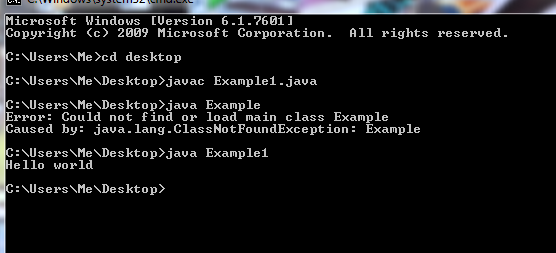 C:\Windows\system32\cmd.exe
Microsoft Windows [Version 6.1.7601]
Copyright (c) 2009 Microsoft Corporation.  All rights reserved.
C:\Users\Me>cd desktop
C:\Users\Me\Desktop>javac Example1.java
C:\Users\Me\Desktop>java Example
Error: Could not find or load main class Example
Caused by: java.lang.ClassNotFoundException: Example
C:\Users\Me\Desktop>java Example1
Hello world
C:\Users\Me\Desktop>